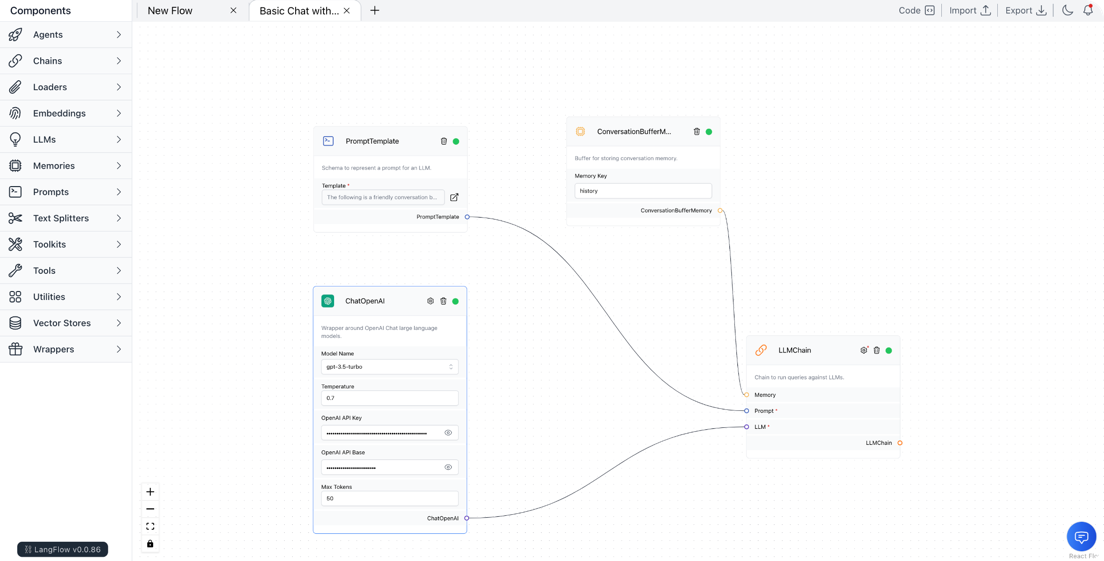 Components
New Flow
Basic Chat with...
Code
Import
Export
Agents
Chains
Loaders
Embeddings
LLMs
Memories
Prompts
Text Splitters
Toolkits
Tools
Utilities
Vector Stores
Wrappers
PromptTemplate
Schema to represent a prompt for an LLM.
Template *
The following is a friendly conversation b...
PromptTemplate
ConversationBufferM...
Buffer for storing conversation memory.
Memory Key
history
ConversationBufferMemory
ChatOpenAI
Wrapper around OpenAI Chat large language
models.
Model Name
gpt-3.5-turbo
Temperature
0.7
OpenAI API Key
OpenAI API Base
Max Tokens
50
ChatOpenAI
LLMChain
Chain to run queries against LLMs.
Memory
Prompt *
LLM *
LLMChain
LangFlow v0.0.86